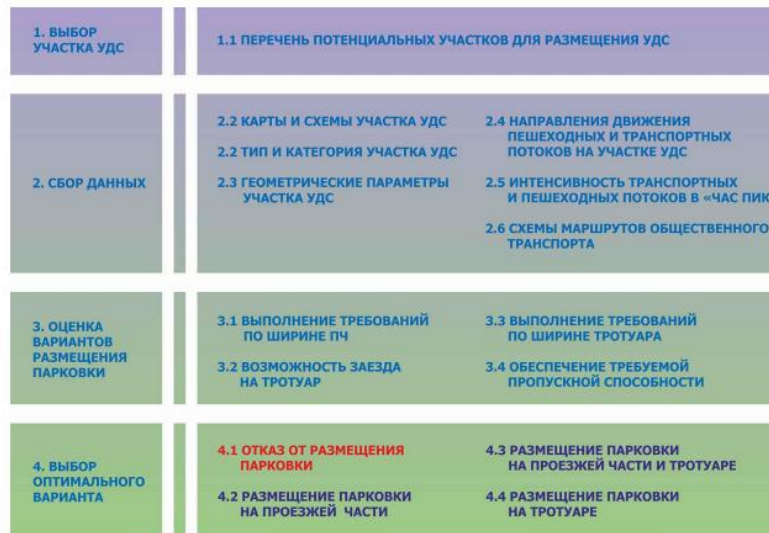 1. ВЫБОР
УЧАСТКА УДС
1.1 ПЕРЕЧЕНЬ ПОТЕНЦИАЛЬНЫХ УЧАСТКОВ ДЛЯ РАЗМЕЩЕНИЯ УДС
2. СБОР ДАННЫХ
2.2 КАРТЫ И СХЕМЫ УЧАСТКА УДС
2.2 ТИП И КАТЕГОРИЯ УЧАСТКА УДС
2.3 ГЕОМЕТРИЧЕСКИЕ ПАРАМЕТРЫ
УЧАСТКА УДС
2.4 НАПРАВЛЕНИЯ ДВИЖЕНИЯ
ПЕШЕХОДНЫХ И ТРАНСПОРТНЫХ
ПОТОКОВ НА УЧАСТКЕ УДС
2.5 ИНТЕНСИВНОСТЬ ТРАНСПОРТНЫХ
И ПЕШЕХОДНЫХ ПОТОКОВ В «ЧАС ПИК
2.6 СХЕМЫ МАРШРУТОВ ОБЩЕСТВЕННОГО
ТРАНСПОРТА
3. ОЦЕНКА
ВАРИАНТОВ
РАЗМЕЩЕНИЯ
ПАРКОВКИ
3.1 ВЫПОЛНЕНИЕ ТРЕБОВАНИЙ
ПО ШИРИНЕ ПЧ
3.2 ВОЗМОЖНОСТЬ ЗАЕЗДА
НА ТРОТУАР
3.3 ВЫПОЛНЕНИЕ ТРЕБОВАНИЙ
ПО ШИРИНЕ ТРОТУАРА
3.4 ОБЕСПЕЧЕНИЕ ТРЕБУЕМОЙ
ПРОПУСКНОЙ СПОСОБНОСТИ
4. ВЫБОР
ОПТИМАЛЬНОГО
ВАРИАНТА
4.1 ОТКАЗ ОТ РАЗМЕЩЕНИЯ
ПАРКОВКИ
4.2 РАЗМЕЩЕНИЕ ПАРКОВКИ
НА ПРОЕЗЖЕЙ ЧАСТИ
4.3 РАЗМЕЩЕНИЕ ПАРКОВКИ
НА ПРОЕЗЖЕЙ ЧАСТИ И ТРОТУАРЕ
4.4 РАЗМЕЩЕНИЕ ПАРКОВКИ
НА ТРОТУАРЕ